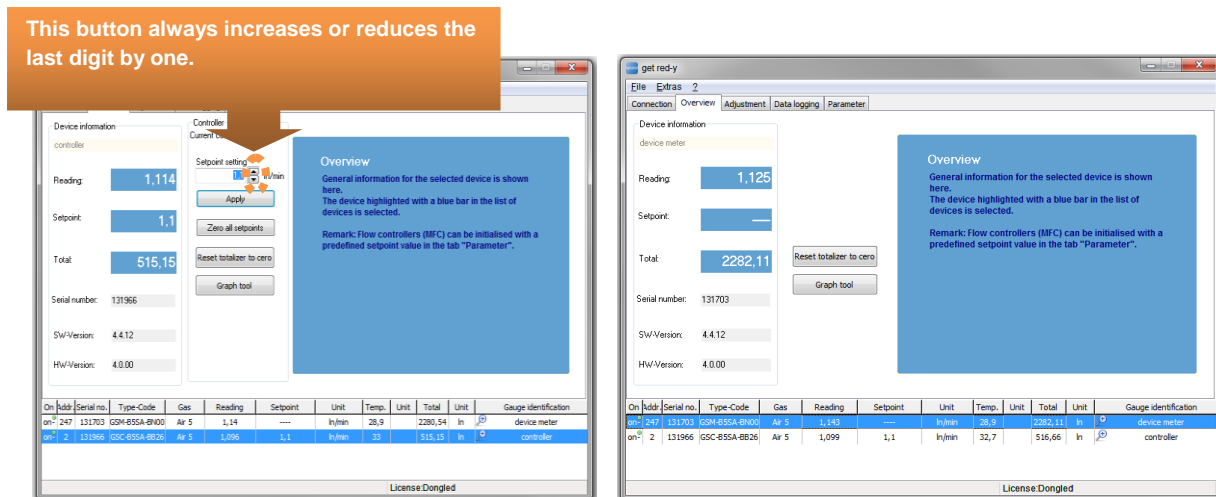 This button always increases or reduces the
last digit by one.
Device information
Controller
controller
Setpoint setting
1,1 ln/min
Reading: 1,114
Apply
Setpoint: 1,1
Zero all setpoints
Total: 515,15
Reset totalizer to cero
Graph tool
Serial number: 131966
SW-Version: 4.4.12
HW-Version: 4.0.00
Overview
General information for the selected device is shown
here.
The device highlighted with a blue bar in the list of
devices is selected.
Remark: Flow controllers (MFC) can be initialised with a
predefined setpoint value in the tab "Parameter".
On Addr. Serial no. Type-Code Gas Reading Setpoint Unit Temp. Unit Total Unit Gauge identification
on- 247 131703 GSM-B5SA-BN00 Air 5 1,14 ---- ln/min 28,9 2280,54 ln device meter
on- 2 131966 GSC-B5SA-BB26 Air 5 1,096 1,1 ln/min 33 515,15 ln controller
License:Dongled
get red-y
File Extras ?
Connection Overview Adjustment Data logging Parameter
Device information
device meter
Reading: 1,125
Setpoint: ----
Total: 2282,11
Reset totalizer to cero
Graph tool
Serial number: 131703
SW-Version: 4.4.12
HW-Version: 4.0.00
Overview
General information for the selected device is shown
here.
The device highlighted with a blue bar in the list of
devices is selected.
Remark: Flow controllers (MFC) can be initialised with a
predefined setpoint value in the tab "Parameter".
On Addr. Serial no. Type-Code Gas Reading Setpoint Unit Temp. Unit Total Unit Gauge identification
on- 247 131703 GSM-B5SA-BN00 Air 5 1,143 ---- ln/min 28,9 2282,11 ln device meter
on- 2 131966 GSC-B5SA-BB26 Air 5 1,099 1,1 ln/min 32,7 516,66 ln controller
License:Dongled